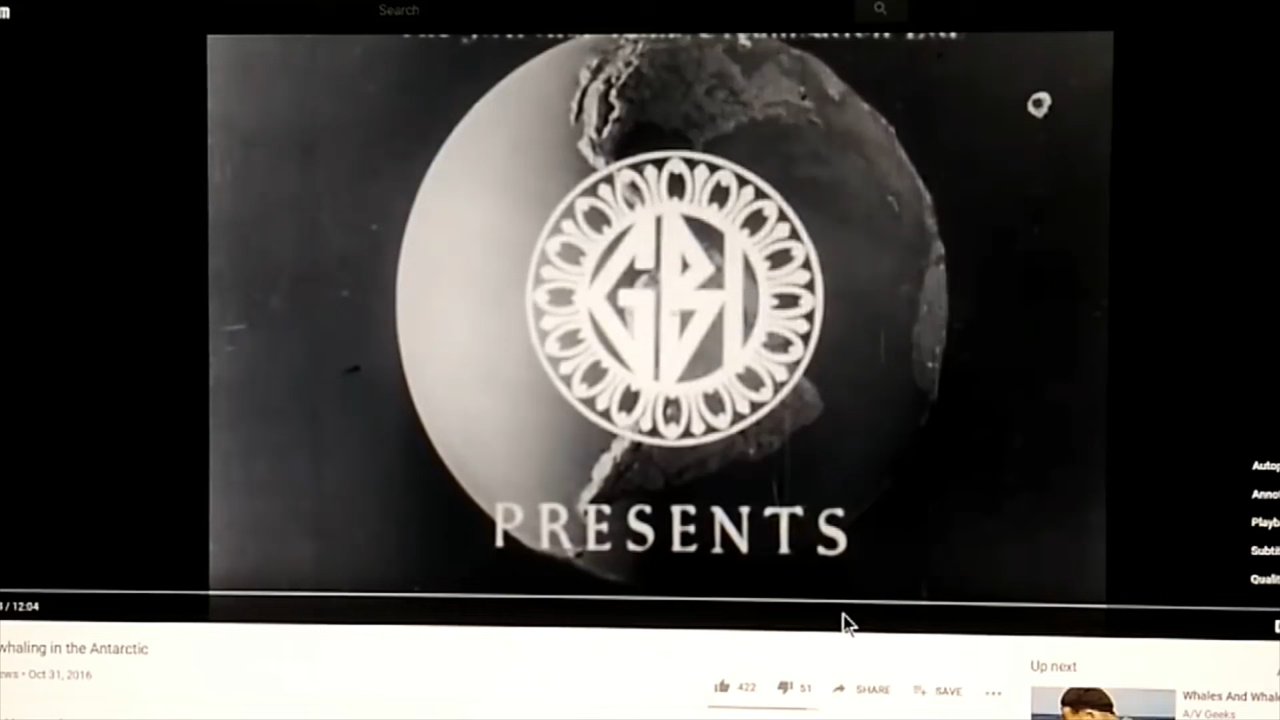 Search
GBI
PRESENTS
/ 12:04
whaling in the Antarctic
Oct 31, 2016
422
51
SHARE
SAVE
Up next
Whales And Whal
A/V Geeks